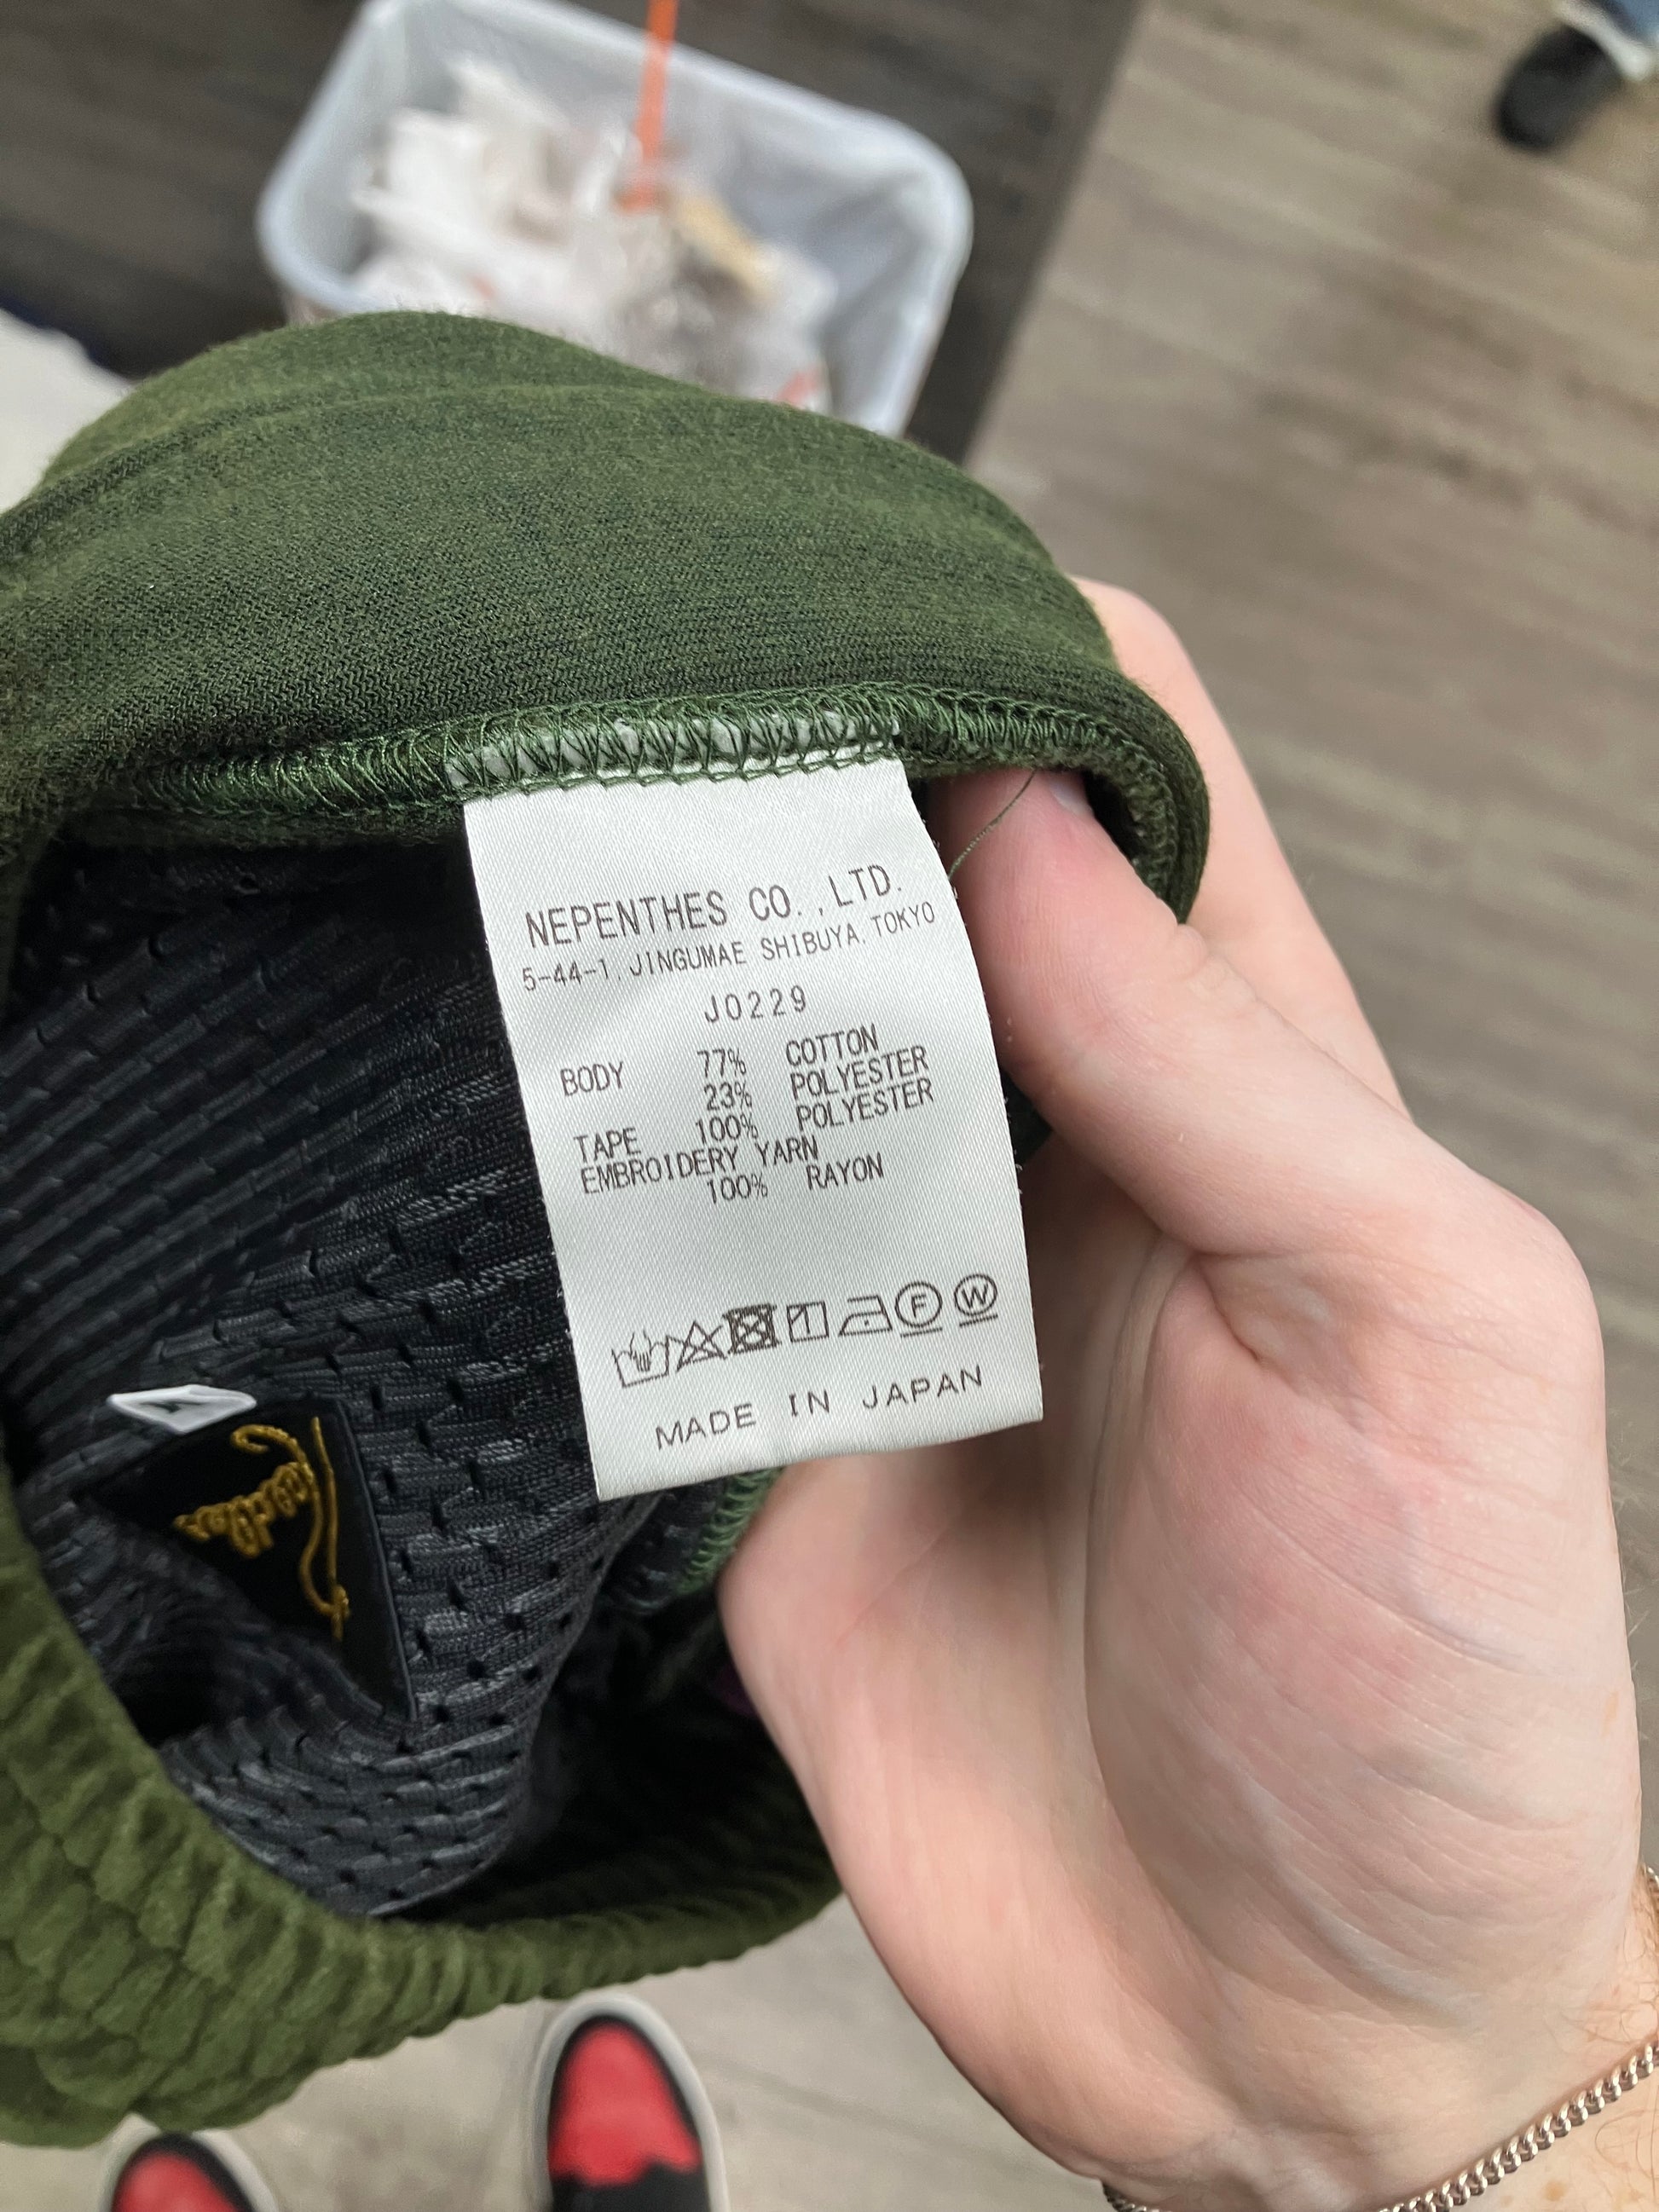 NEPENTHES CO.,LTD.
5-44-1,JINGUMAE SHIBUYA,TOKYO
J0229
BODY 77% COTTON
23% POLYESTER
TAPE 100% POLYESTER
EMBROIDERY YARN
100% RAYON
F W
MADE IN JAPAN
Needles